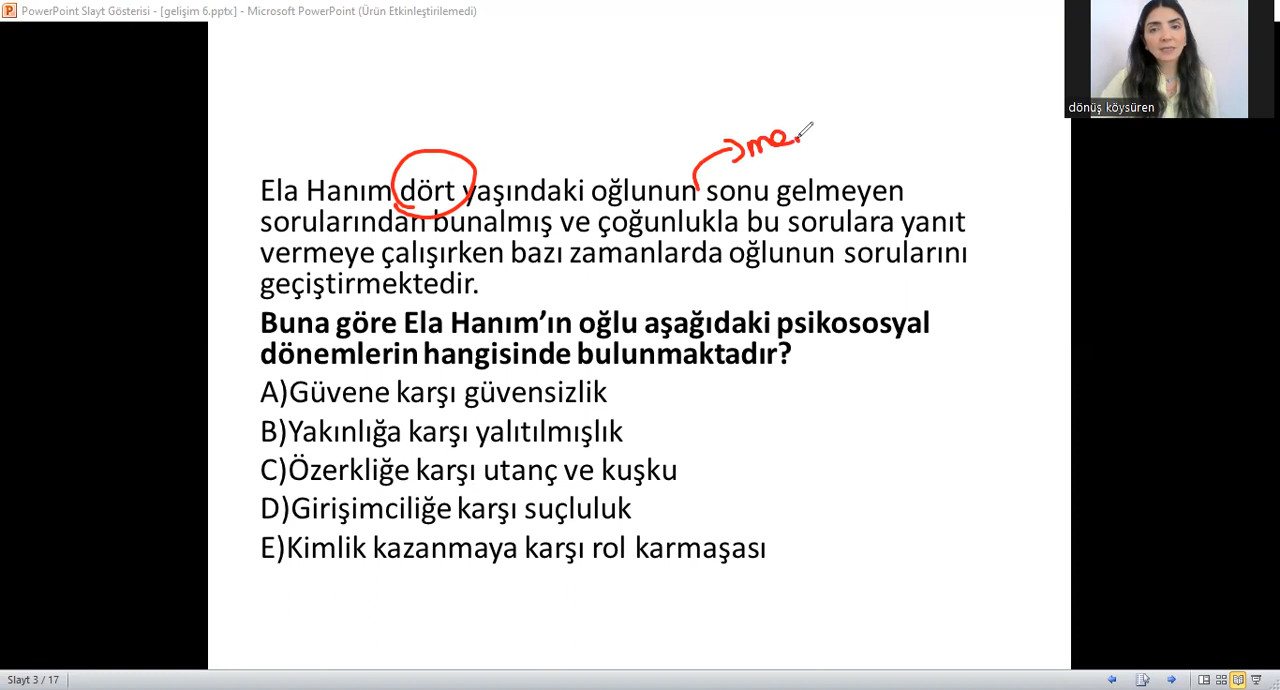 PowerPoint Slayt Gösterisi - [gelişim 6.pptx] - Microsoft PowerPoint (Ürün Etkinleştirilemedi)
dönüş köysüren
me
Ela Hanım dört yaşındaki oğlunun sonu gelmeyen
sorularından bunalmış ve çoğunlukla bu sorulara yanıt
vermeye çalışırken bazı zamanlarda oğlunun sorularını
geçiştirmektedir.
Buna göre Ela Hanım’ın oğlu aşağıdaki psikososyal
dönemlerin hangisinde bulunmaktadır?
A)Güvene karşı güvensizlik
B)Yakınlığa karşı yalıtılmışlık
C)Özerkliğe karşı utanç ve kuşku
D)Girişimciliğe karşı suçluluk
E)Kimlik kazanmaya karşı rol karmaşası
Slayt 3 / 17